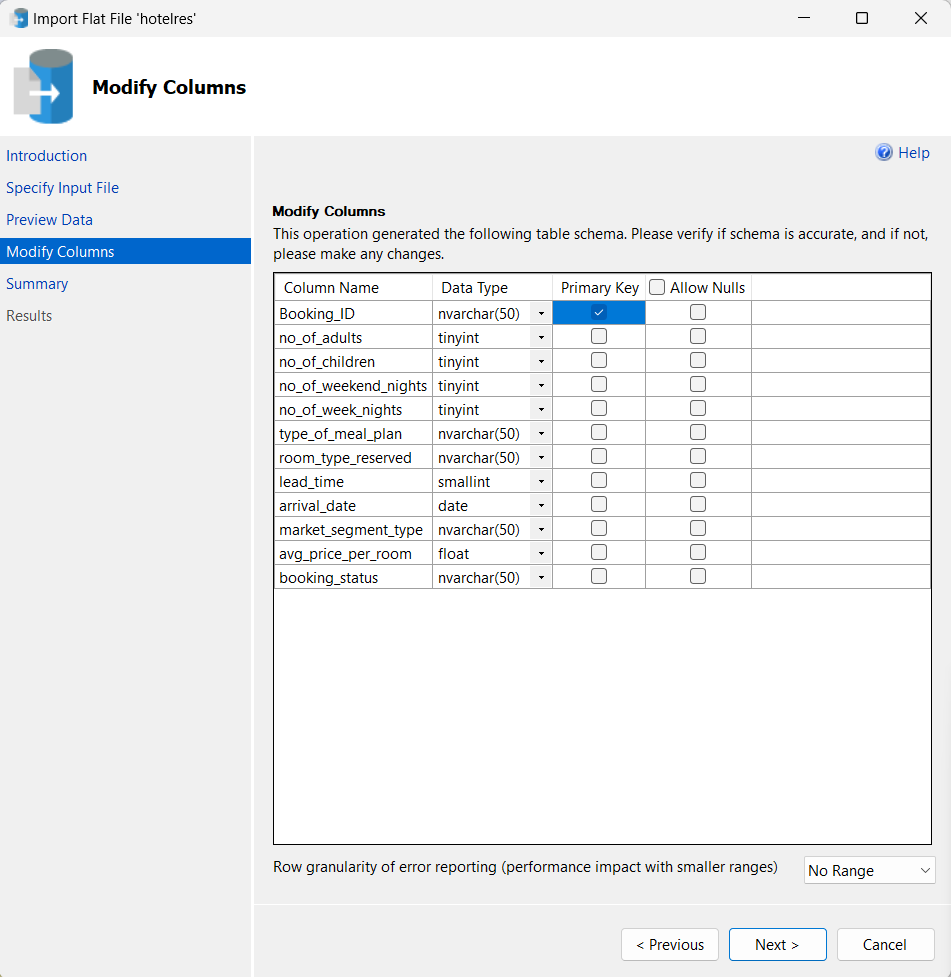 Import Flat File 'hotelres'
Modify Columns
Introduction
Specify Input File
Preview Data
Modify Columns
Summary
Results
Help
Modify Columns
This operation generated the following table schema. Please verify if schema is accurate, and if not,
please make any changes.
Column Name Data Type Primary Key Allow Nulls
Booking_ID nvarchar(50)
no_of_adults tinyint
no_of_children tinyint
no_of_weekend_nights tinyint
no_of_week_nights tinyint
type_of_meal_plan nvarchar(50)
room_type_reserved nvarchar(50)
lead_time smallint
arrival_date date
market_segment_type nvarchar(50)
avg_price_per_room float
booking_status nvarchar(50)
Row granularity of error reporting (performance impact with smaller ranges) No Range
< Previous Next > Cancel